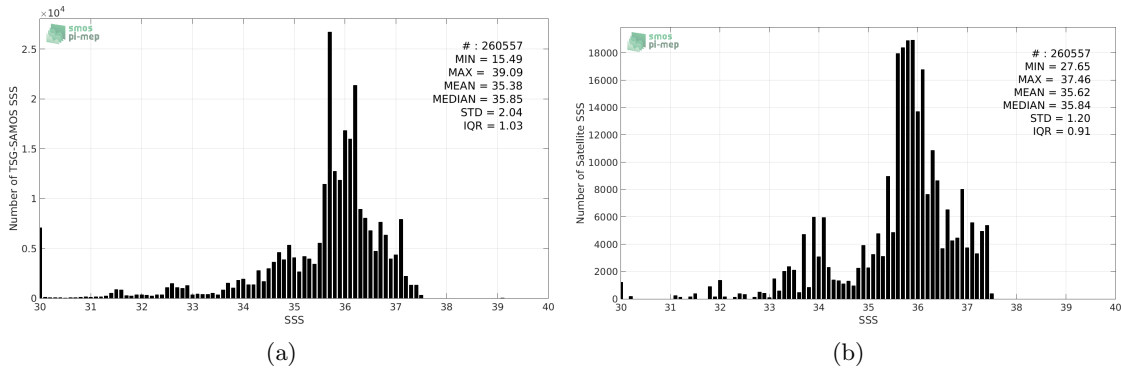 ×10⁴
smos
pi-mep
# : 260557
MIN = 15.49
MAX = 39.09
MEAN = 35.38
MEDIAN = 35.85
STD = 2.04
IQR = 1.03
Number of TSG-SAMOS SSS
2.5
2
1.5
1
0.5
0
30 31 32 33 34 35 36 37 38 39 40
SSS
(a)
smos
pi-mep
# : 260557
MIN = 27.65
MAX = 37.46
MEAN = 35.62
MEDIAN = 35.84
STD = 1.20
IQR = 0.91
Number of Satellite SSS
18000
16000
14000
12000
10000
8000
6000
4000
2000
0
30 31 32 33 34 35 36 37 38 39 40
SSS
(b)